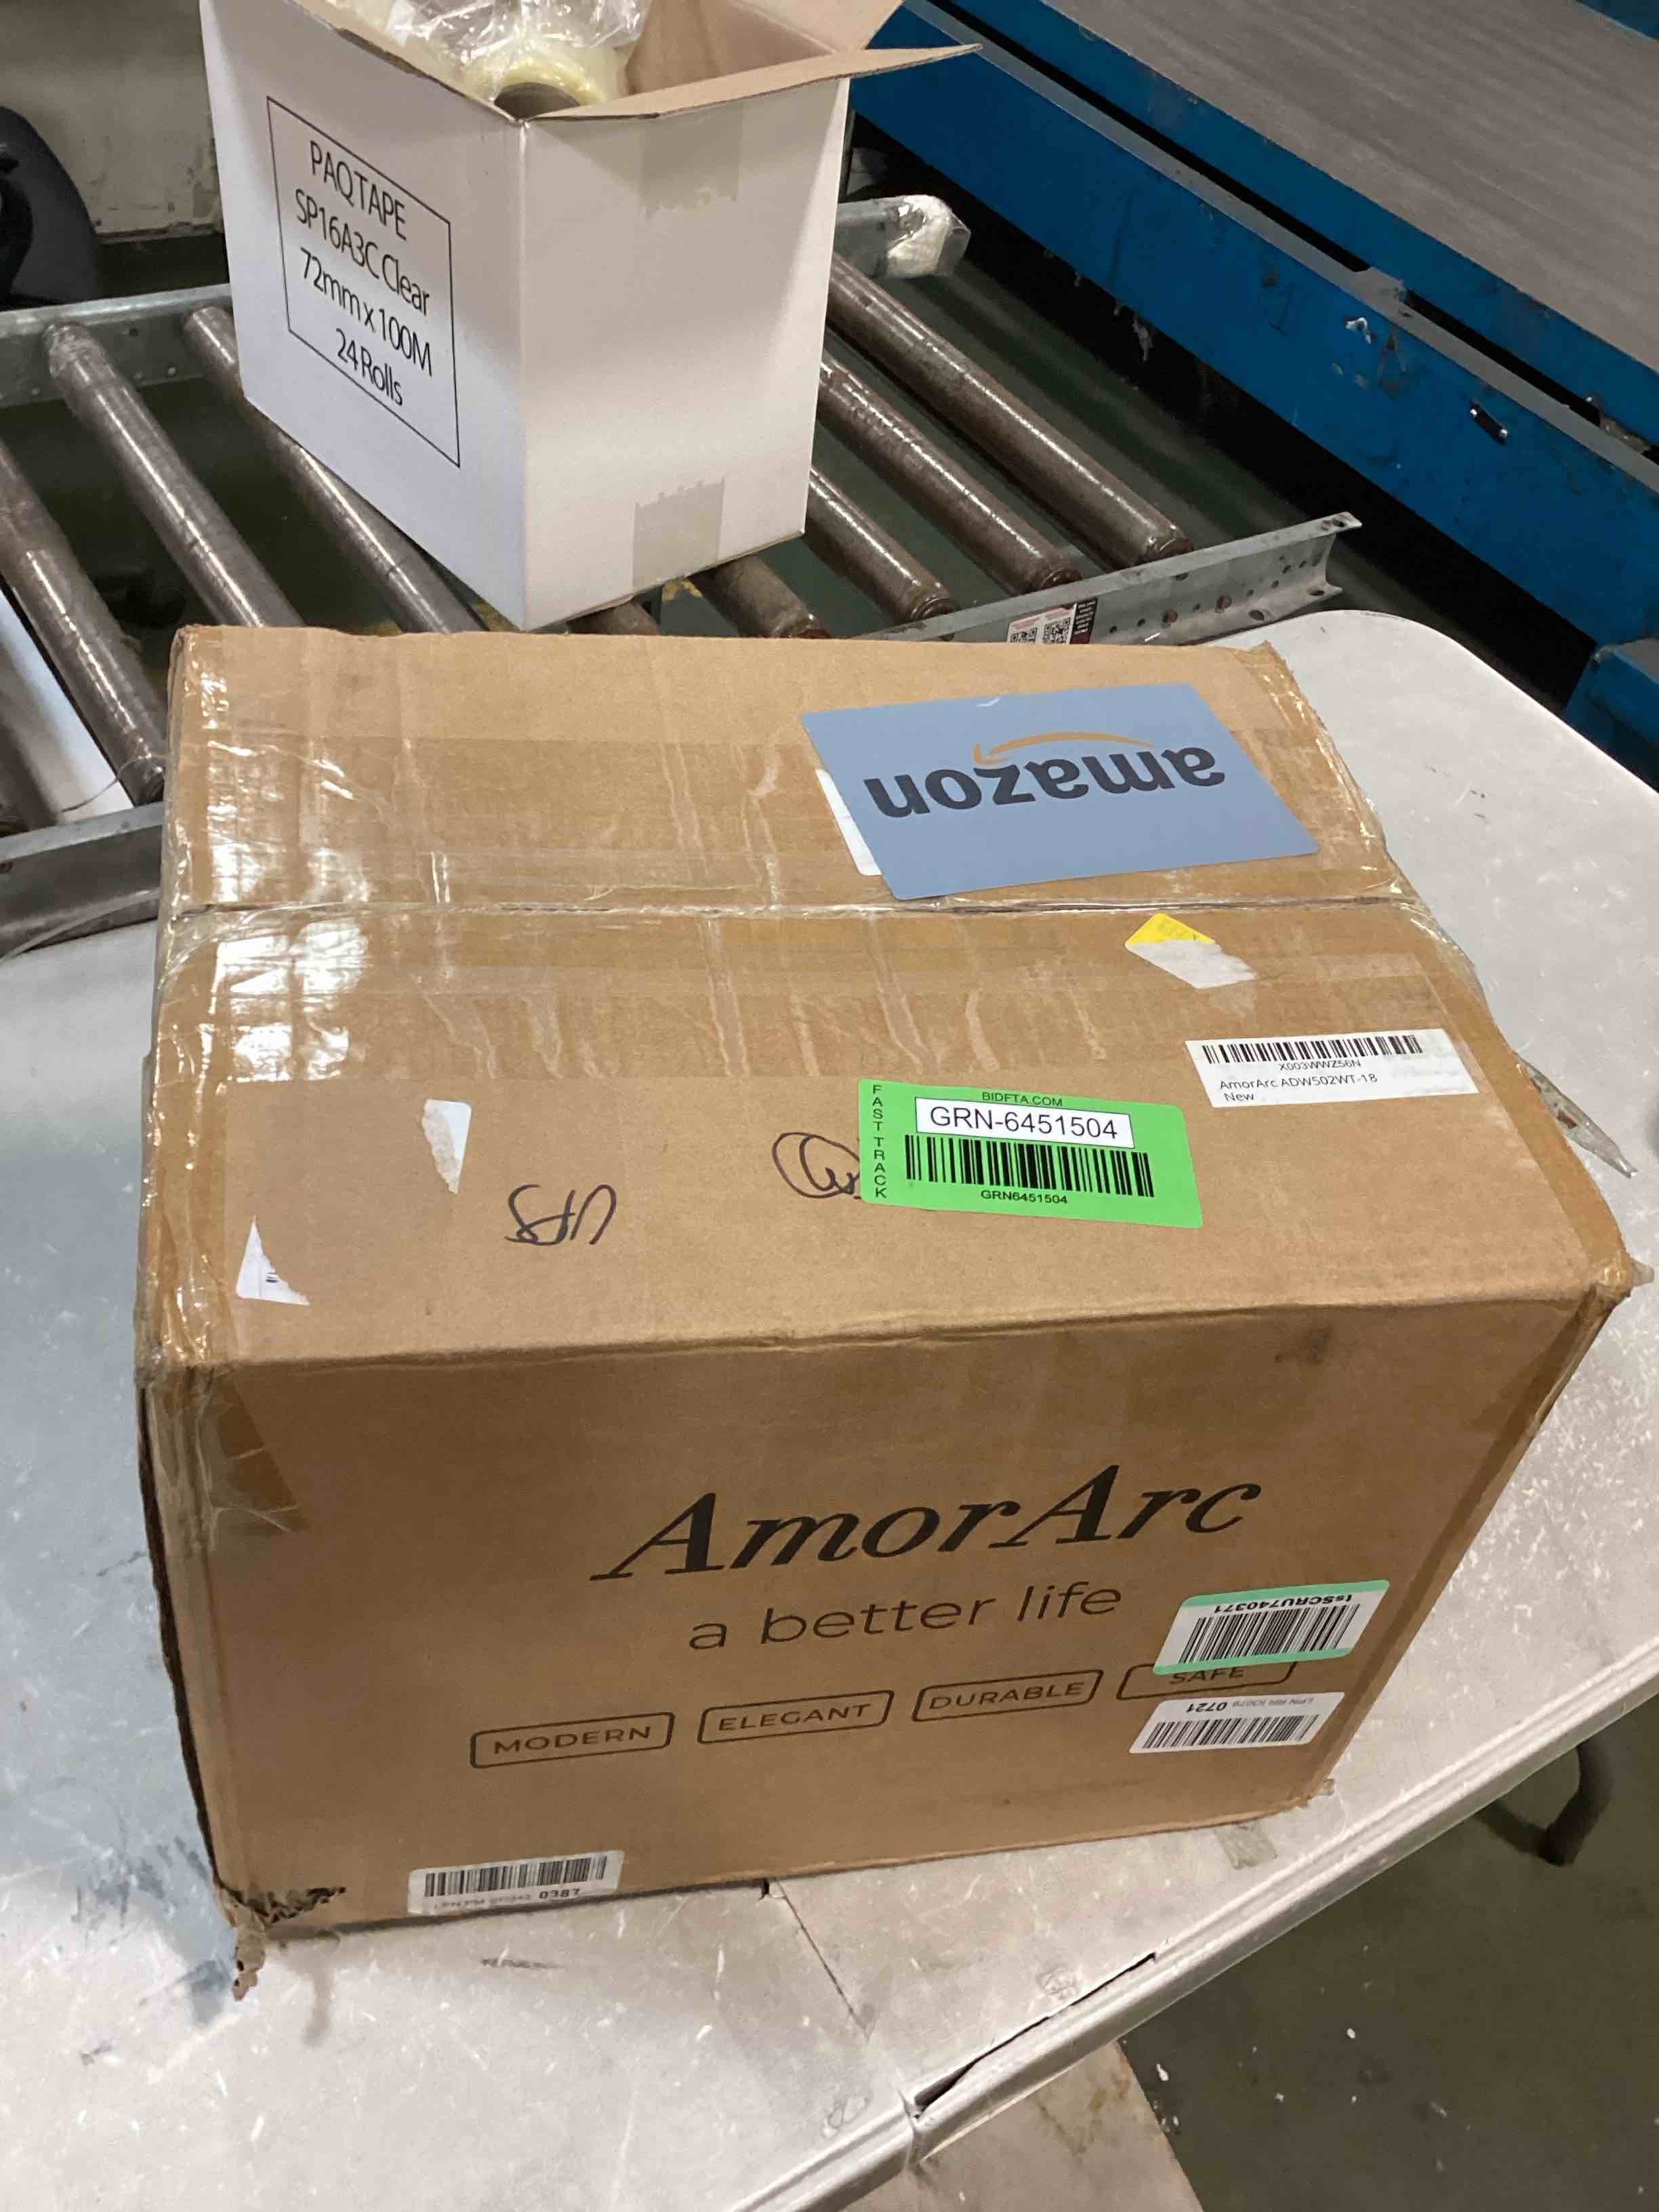 PAQTAPE
SP16A3C Clear
72mm x 100M
24 Rolls
amazon
X003WWZ56N
AmorArc ADW502WT-18
New
FAST TRACK
BIDFTA.COM
GRN-6451504
GRN6451504
UPS
AmorArc
a better life
MODERN
ELEGANT
DURABLE
SAFE
tsSCRU740371
0721
0387